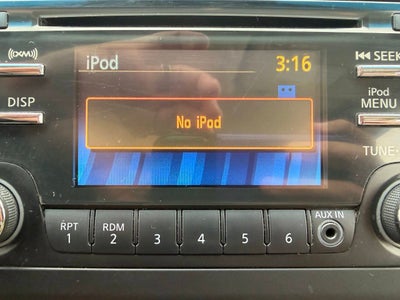 ((XM))
iPod 3:16
SEEK
DISP
No iPod
iPod
MENU
TUNE
RPT
1
RDM
2
3
4
5
6
AUX IN